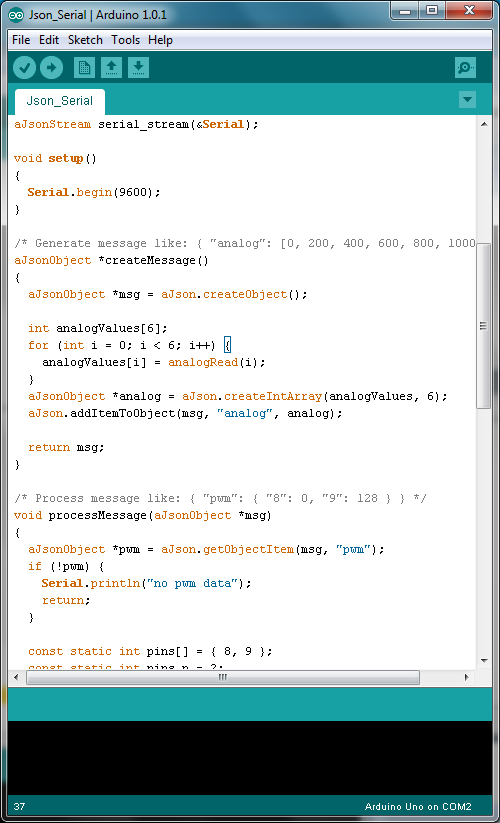 Json_Serial | Arduino 1.0.1
File Edit Sketch Tools Help
Json_Serial
aJsonStream serial_stream(&Serial);
void setup()
{
  Serial.begin(9600);
}
/* Generate message like: { "analog": [0, 200, 400, 600, 800, 1000
aJsonObject *createMessage()
{
  aJsonObject *msg = aJson.createObject();
  int analogValues[6];
  for (int i = 0; i < 6; i++) {
    analogValues[i] = analogRead(i);
  }
  aJsonObject *analog = aJson.createIntArray(analogValues, 6);
  aJson.addItemToObject(msg, "analog", analog);
  return msg;
}
/* Process message like: { "pwm": { "8": 0, "9": 128 } } */
void processMessage(aJsonObject *msg)
{
  aJsonObject *pwm = aJson.getObjectItem(msg, "pwm");
  if (!pwm) {
    Serial.println("no pwm data");
    return;
  }
  const static int pins[] = { 8, 9 };
  const static int pins_n = 2;
37
Arduino Uno on COM2